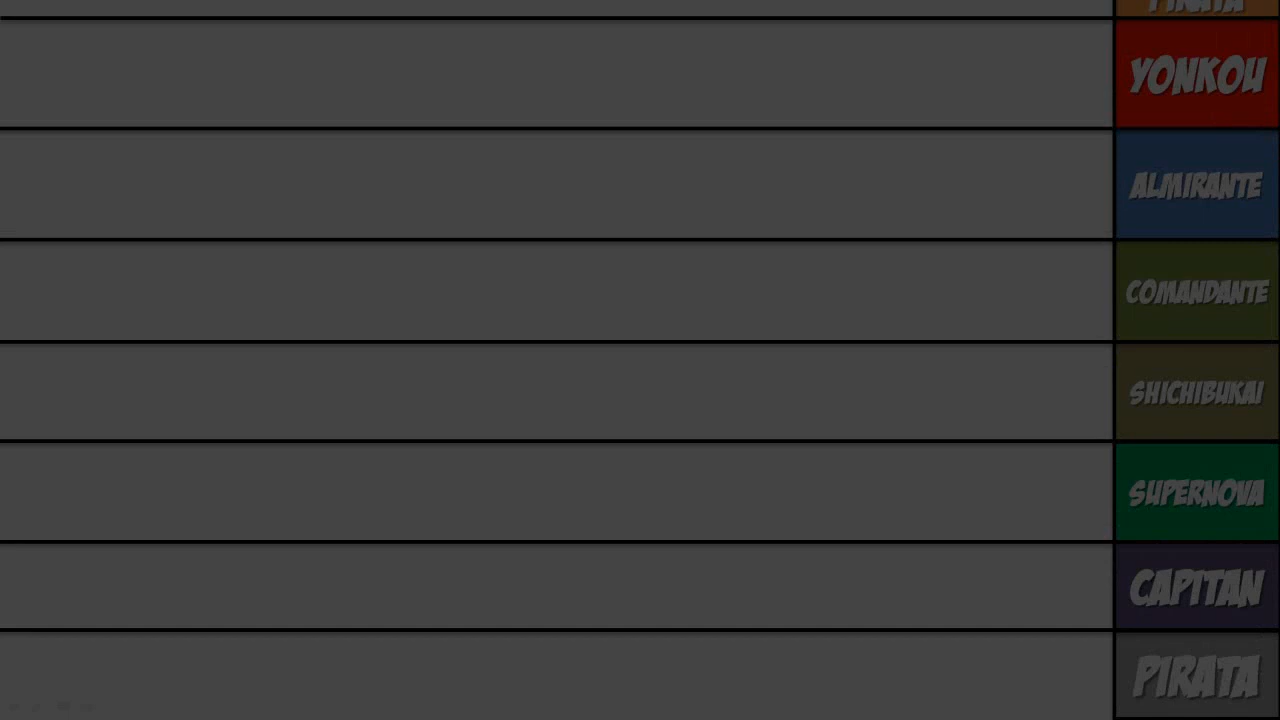 YONKOU
ALMIRANTE
COMANDANTE
SHICHIBUKAI
SUPERNOVA
CAPITAN
PIRATA